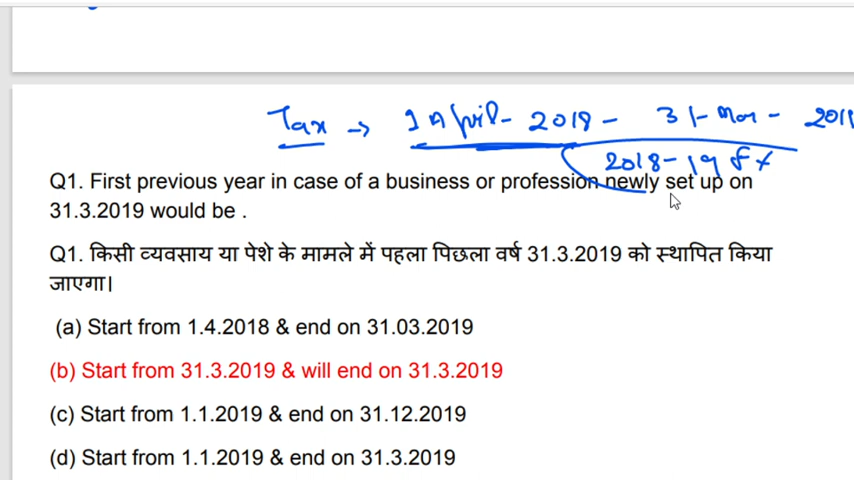 Tax → 1 April - 2018 - 31 - Mar -
2018-19 FY
Q1. First previous year in case of a business or profession newly set up on
31.3.2019 would be .
Q1. किसी व्यवसाय या पेशे के मामले में पहला पिछला वर्ष 31.3.2019 को स्थापित किया
जाएगा।
(a) Start from 1.4.2018 & end on 31.03.2019
(b) Start from 31.3.2019 & will end on 31.3.2019
(c) Start from 1.1.2019 & end on 31.12.2019
(d) Start from 1.1.2019 & end on 31.3.2019